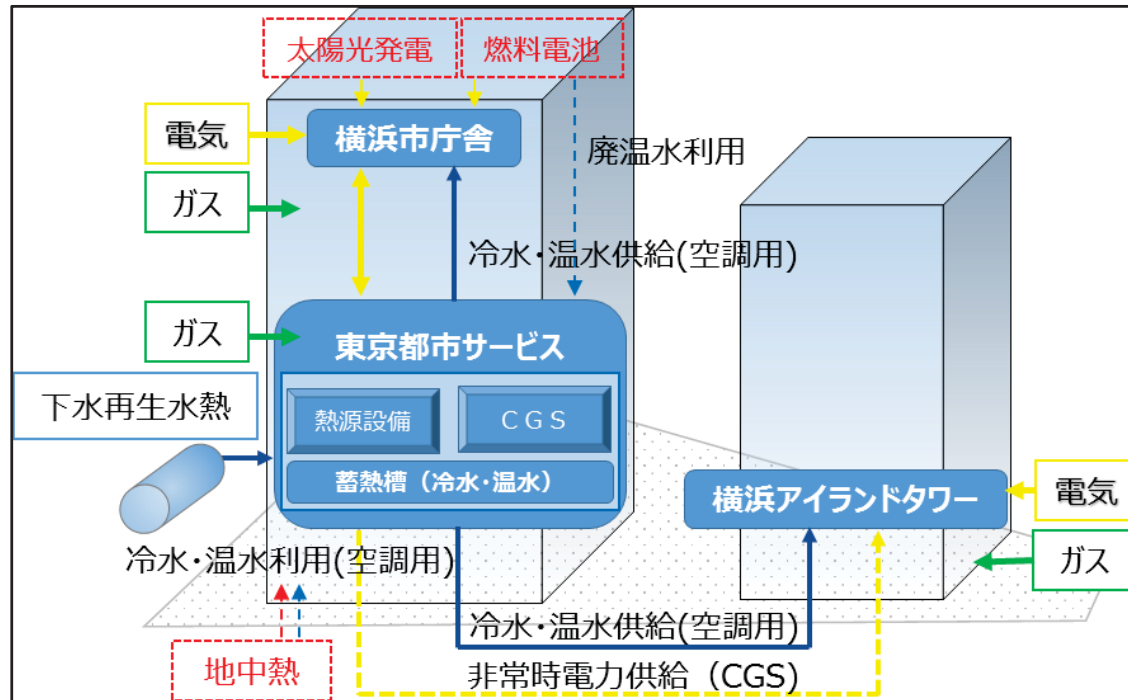 太陽光発電
燃料電池
電気
横浜市庁舎
廃温水利用
ガス
冷水・温水供給(空調用)
ガス
東京都市サービス
下水再生水熱
熱源設備
ＣＧＳ
蓄熱槽（冷水・温水）
横浜アイランドタワー
電気
冷水・温水利用(空調用)
ガス
冷水・温水供給(空調用)
地中熱
非常時電力供給（CGS）